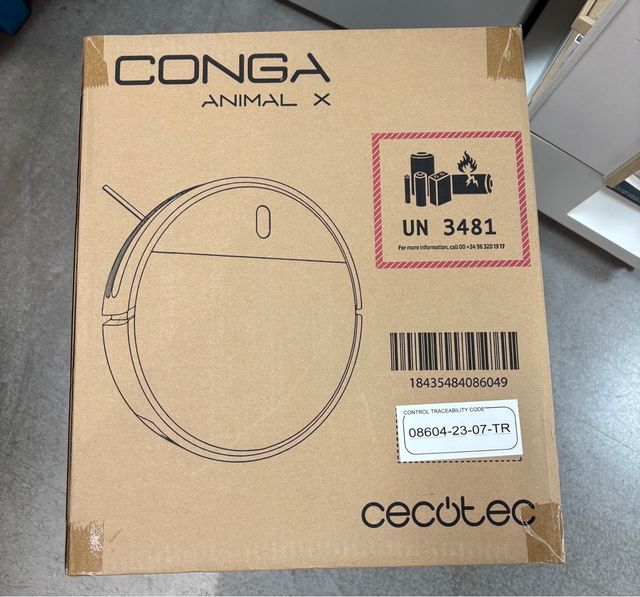 CONGA
ANIMAL X
UN 3481
For more information, call 00 +34 96 320 19 17
18435484086049
CONTROL TRACEABILITY CODE
08604-23-07-TR
cecotec